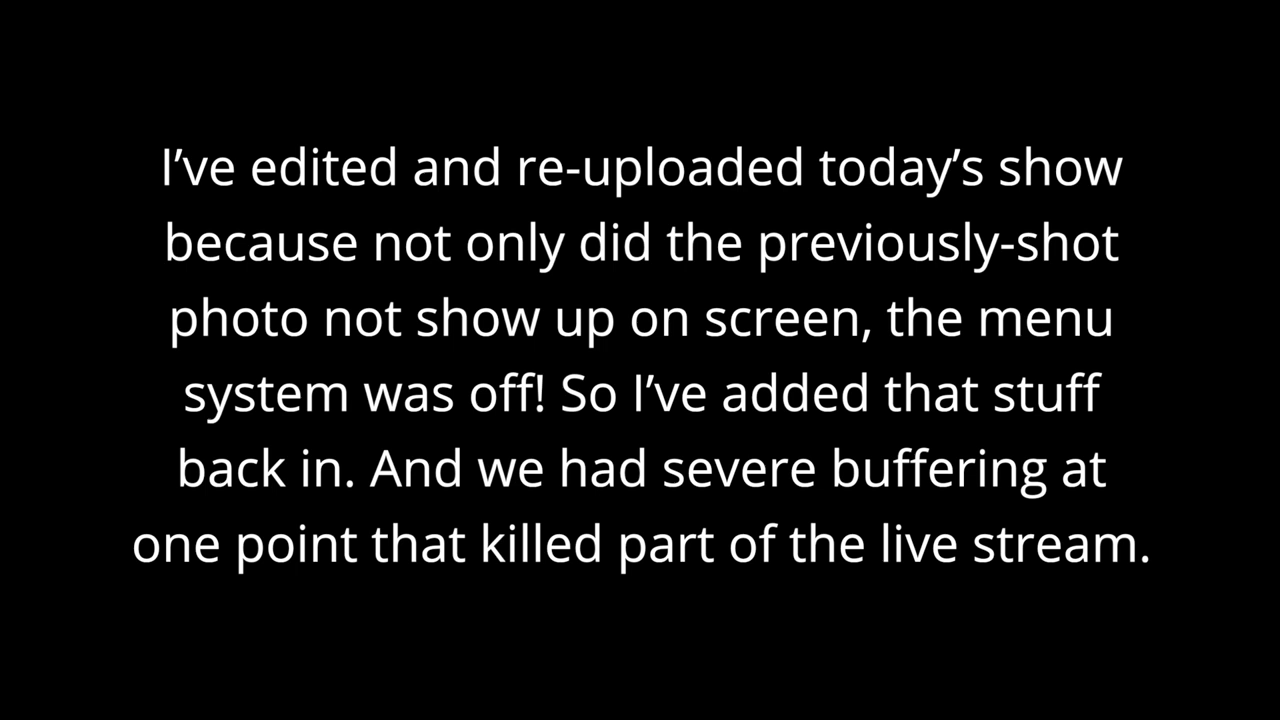 I’ve edited and re-uploaded today’s show
because not only did the previously-shot
photo not show up on screen, the menu
system was off! So I’ve added that stuff
back in. And we had severe buffering at
one point that killed part of the live stream.